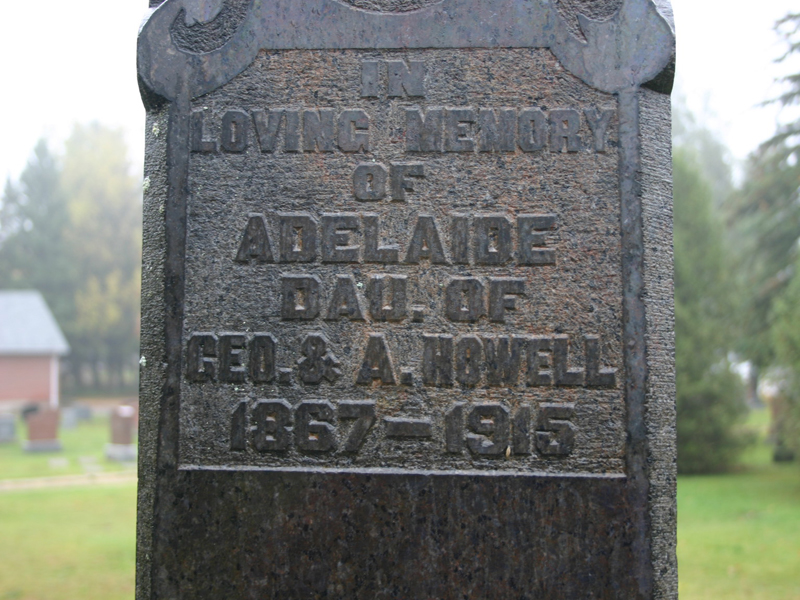 IN
LOVING MEMORY
OF
ADELAIDE
DAU. OF
GEO. & A. HOWELL
1867-1915